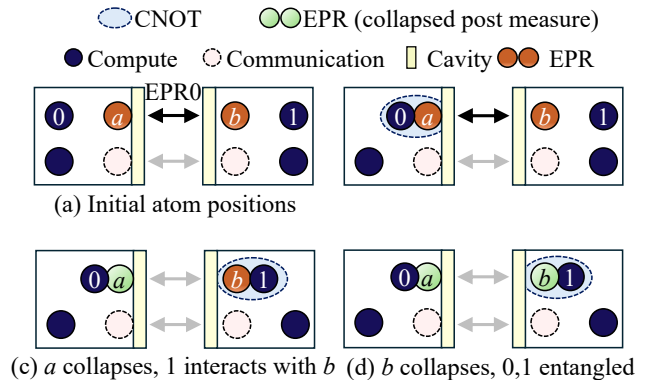 CNOT EPR (collapsed post measure)
Compute Communication Cavity EPR
EPR0
0 a b 1
0 a b 1
(a) Initial atom positions
0 a b 1
0 a b 1
(c) a collapses, 1 interacts with b (d) b collapses, 0,1 entangled